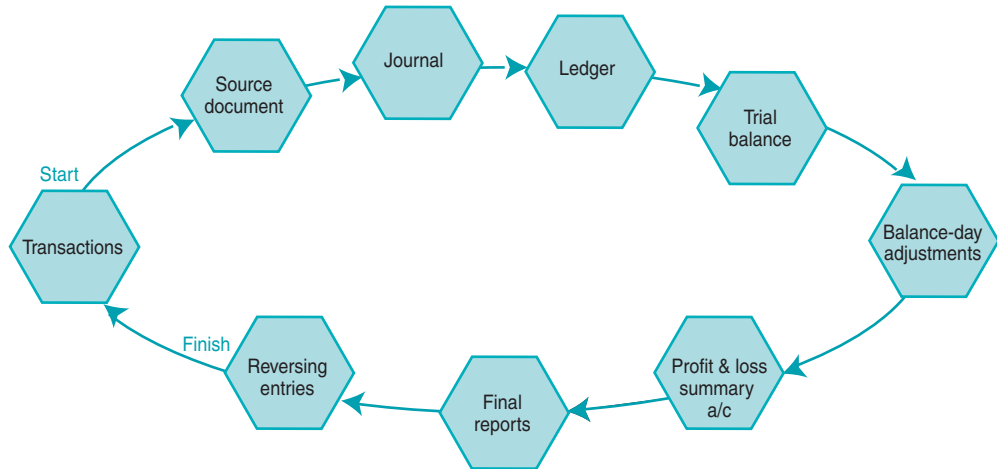 Start
Transactions
Source
document
Journal
Ledger
Trial
balance
Balance-day
adjustments
Profit & loss
summary
a/c
Final
reports
Reversing
entries
Finish